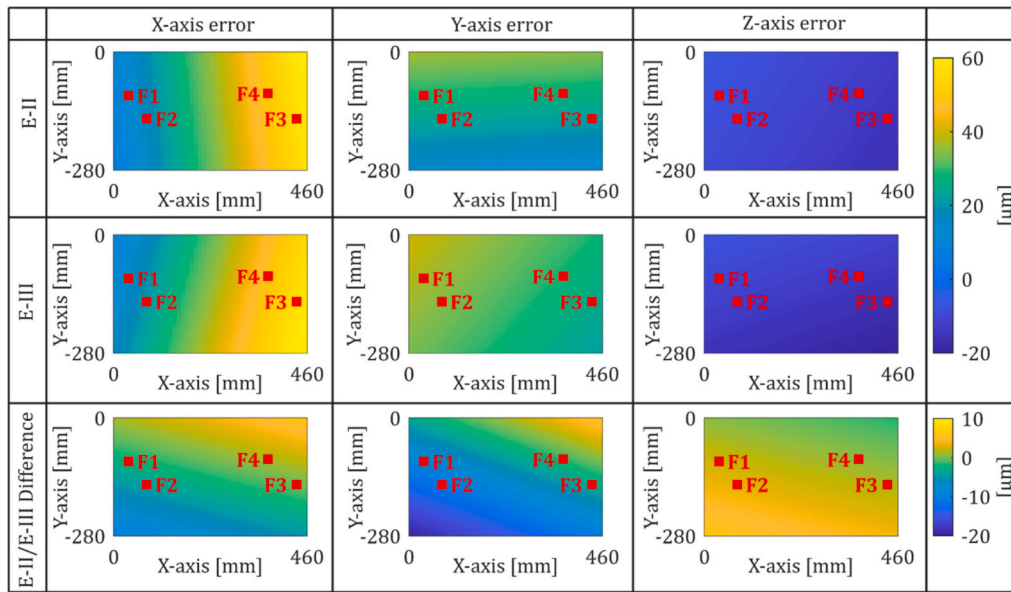 X-axis error
Y-axis error
Z-axis error
E-II
Y-axis [mm]
0
-280
F1
F2
F4
F3
0
460
X-axis [mm]
Y-axis [mm]
0
-280
F1
F2
F4
F3
0
460
X-axis [mm]
Y-axis [mm]
0
-280
F1
F2
F4
F3
0
460
X-axis [mm]
E-III
Y-axis [mm]
0
-280
F1
F2
F4
F3
0
460
X-axis [mm]
Y-axis [mm]
0
-280
F1
F2
F4
F3
0
460
X-axis [mm]
Y-axis [mm]
0
-280
F1
F2
F4
F3
0
460
X-axis [mm]
60
40
20
0
-20
[µm]
E-II/E-III Difference
Y-axis [mm]
0
-280
F1
F2
F4
F3
0
460
X-axis [mm]
Y-axis [mm]
0
-280
F1
F2
F4
F3
0
460
X-axis [mm]
Y-axis [mm]
0
-280
F1
F2
F4
F3
0
460
X-axis [mm]
10
0
-10
-20
[µm]